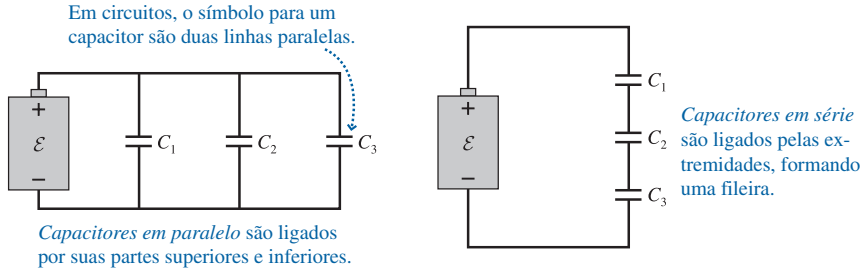 Em circuitos, o símbolo para um
capacitor são duas linhas paralelas.
+
ℰ
−
C₁
C₂
C₃
Capacitores em paralelo são ligados
por suas partes superiores e inferiores.
+
ℰ
−
C₁
C₂
C₃
Capacitores em série
são ligados pelas ex-
tremidades, formando
uma fileira.